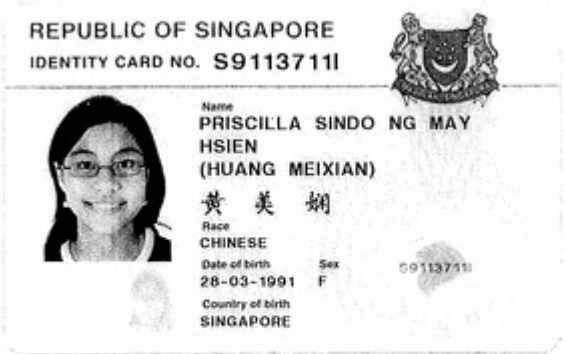 REPUBLIC OF SINGAPORE
IDENTITY CARD NO. S9113711I
Name
PRISCILLA SINDO NG MAY
HSIEN
(HUANG MEIXIAN)
黄 美 娴
Race
CHINESE
Date of birth Sex
28-03-1991 F
S9113711I
Country of birth
SINGAPORE